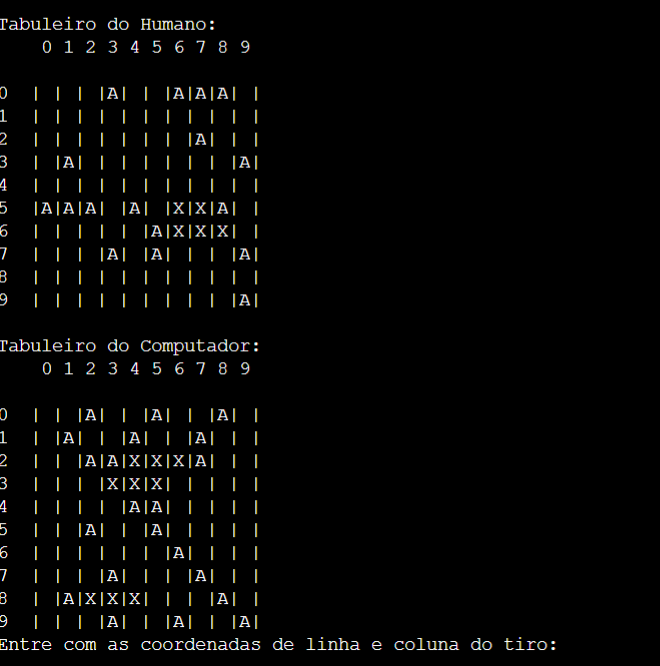 Tabuleiro do Humano:
    0 1 2 3 4 5 6 7 8 9
0  | | | |A| | |A|A|A| |
1  | | | | | | | | | | |
2  | | | | | | | |A| | |
3  | |A| | | | | | | |A|
4  | | | | | | | | | | |
5  |A|A|A| |A| |X|X|A| |
6  | | | | | |A|X|X|X| |
7  | | | |A| |A| | | |A|
8  | | | | | | | | | | |
9  | | | | | | | | | |A|
Tabuleiro do Computador:
    0 1 2 3 4 5 6 7 8 9
0  | | |A| | |A| | |A| |
1  | |A| | |A| | |A| | |
2  | | |A|A|X|X|X|A| | |
3  | | | |X|X|X| | | | |
4  | | | | |A|A| | | | |
5  | | |A| | |A| | | | |
6  | | | | | | |A| | | |
7  | | | |A| | | |A| | |
8  | |A|X|X|X| | | |A| |
9  | | | |A| | |A| | |A|
Entre com as coordenadas de linha e coluna do tiro: